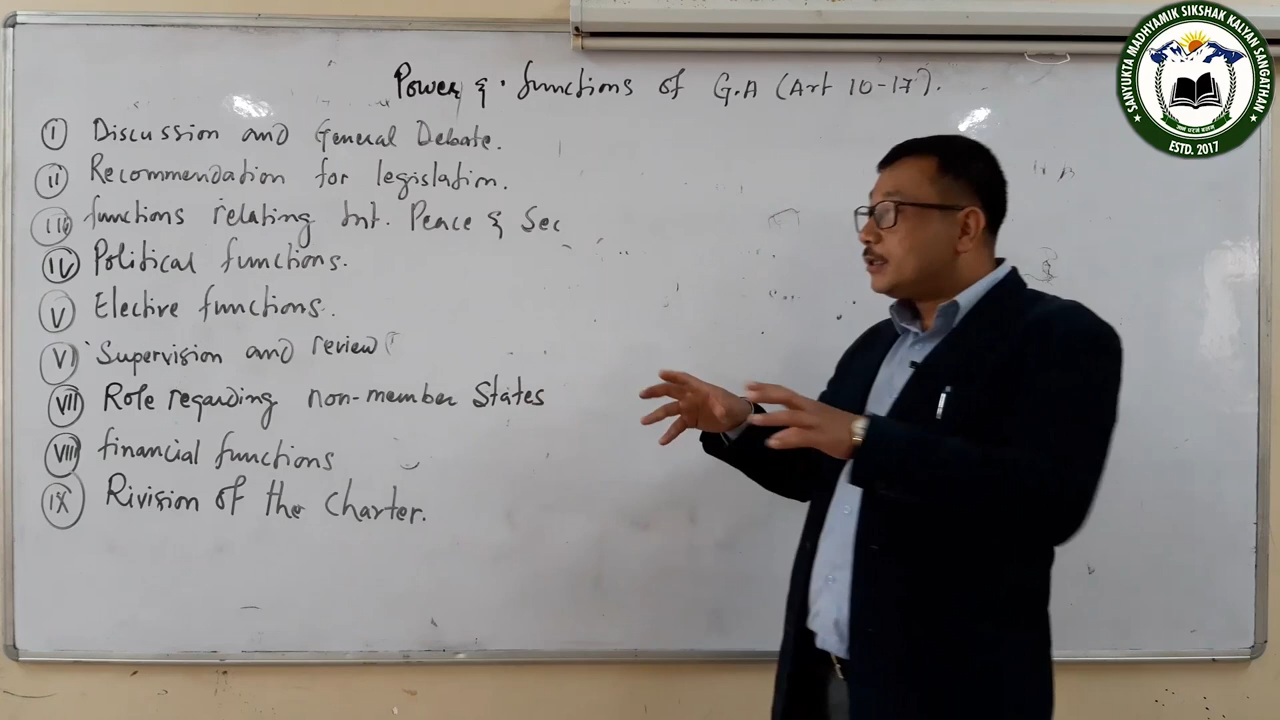 Power & functions of G.A (Art 10-17).
I Discussion and General Debate.
II Recommendation for legislation.
III functions relating Int. Peace & Sec
IV Political functions.
V Elective functions.
VI Supervision and review
VII Role regarding non-member States
VIII financial functions
IX Rivision of the Charter.
SANYUKTA MADHYAMIK SIKSHAK KALYAN SANGATHAN
ESTD. 2017